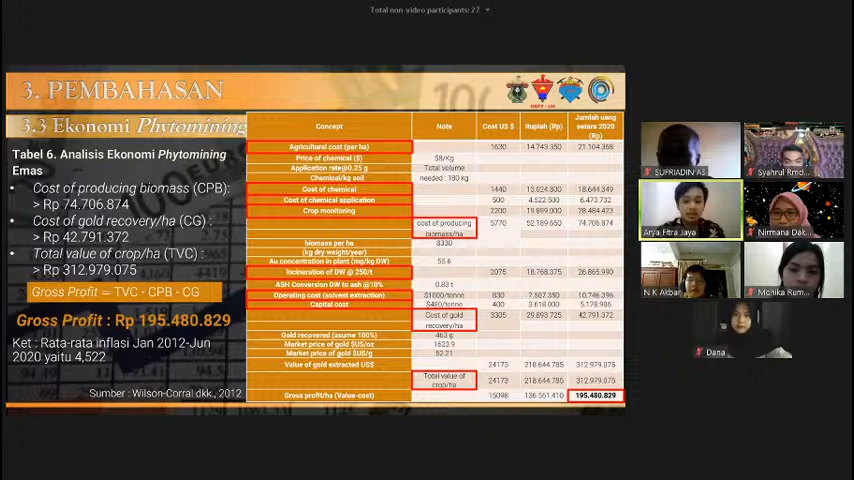 Total non-video participants: 27
3. PEMBAHASAN
3.3 Ekonomi Phytomining
Tabel 6. Analisis Ekonomi Phytomining
Emas
• Cost of producing biomass (CPB):
> Rp 74.706.874
• Cost of gold recovery/ha (CG)
> Rp 42.791.372
• Total value of crop/ha (TVC)
> Rp 312.979.075
Gross Profit = TVC - CPB - CG
Gross Profit : Rp 195.480.829
Ket : Rata-rata inflasi Jan 2012-Jun
2020 yaitu 4,522
Sumber : Wilson-Corral dkk., 2012
Concept Note Cost US $ Rupiah (Rp) Jumlah uang setara 2020 (Rp)
Agricultural cost (per ha) 1630 14.743.350 21.104.368
Price of chemical ($) $8/Kg
Application rate@0,25 g Total volume
Chemical/kg soil needed : 180 kg
Cost of chemical 1440 13.024.800 18.644.349
Cost of chemical application 500 4.522.500 6.473.732
Crop monitoring 2200 19.899.000 28.484.423
cost of producing biomass/ha 5770 52.189.650 74.706.874
biomass per ha 8330
(kg dry weight/year)
Au concentration in plant (mg/kg DW) 55.6
Incineration of DW @ 250/t 2075 18.768.375 26.865.990
ASH Conversion DW to ash @10% 0.83 t
Operating cost (solvent extraction) $1000/tonne 830 7.507.350 10.746.396
Capital cost $480/tonne 400 3.618.000 5.178.986
Cost of gold recovery/ha 3305 29.893.725 42.791.372
Gold recovered (assume 100%) 463 g
Market price of gold $US/oz 1623.9
Market price of gold $US/g 52.21
Value of gold extracted US$ 24173 218.644.785 312.979.075
Total value of crop/ha 24173 218.644.785 312.979.075
Gross profit/ha (Value-cost) 15098 136.561.410 195.480.829
SUFRIADIN AS
Syahrul Rmd...
Arya Fitra Jaya
Nirmana Dak...
N K Akbar
Monika Rum...
Dana